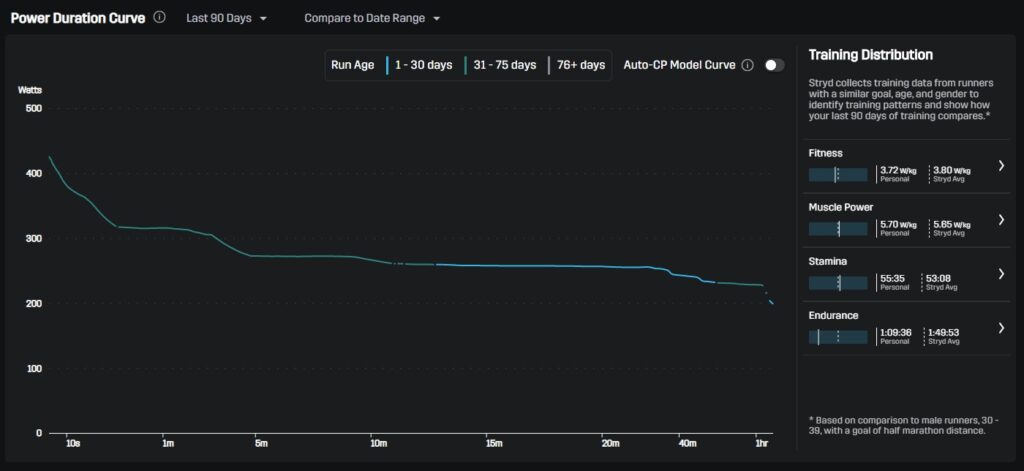 Power Duration Curve Last 90 Days Compare to Date Range
Run Age 1 - 30 days 31 - 75 days 76+ days Auto-CP Model Curve
Watts
500
400
300
200
100
0
10s 1m 5m 10m 15m 20m 40m 1hr
Training Distribution
Stryd collects training data from runners
with a similar goal, age, and gender to
identify training patterns and show how
your last 90 days of training compares.*
Fitness
3.72 W/kg 3.80 W/kg
Personal Stryd Avg
Muscle Power
5.70 W/kg 5.65 W/kg
Personal Stryd Avg
Stamina
55:35 53:08
Personal Stryd Avg
Endurance
1:09:36 1:49:53
Personal Stryd Avg
* Based on comparison to male runners, 30 -
39, with a goal of half marathon distance.